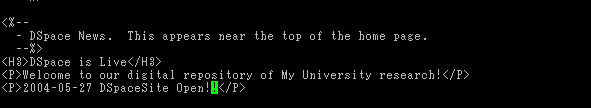 <%--
- DSpace News.  This appears near the top of the home page.
--%>
<H3>DSpace is Live</H3>
<P>Welcome to our digital repository of My University research!</P>
<P>2004-05-27 DSpaceSite Open!!</P>